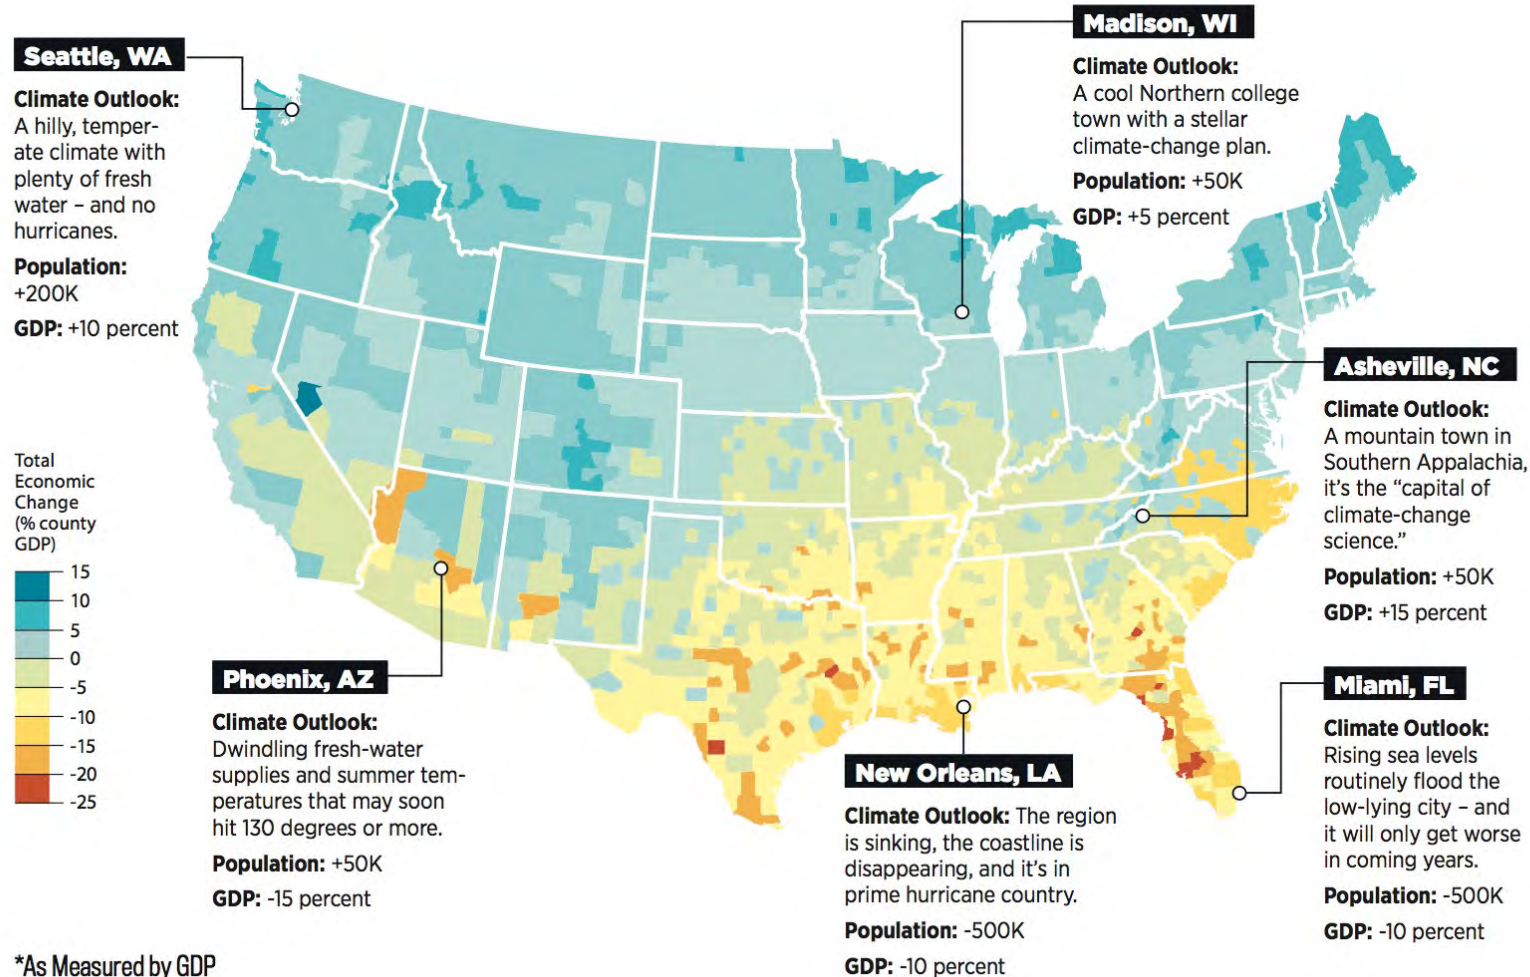 Seattle, WA
Climate Outlook:
A hilly, temper-
ate climate with
plenty of fresh
water – and no
hurricanes.
Population:
+200K
GDP: +10 percent
Madison, WI
Climate Outlook:
A cool Northern college
town with a stellar
climate-change plan.
Population: +50K
GDP: +5 percent
Asheville, NC
Climate Outlook:
A mountain town in
Southern Appalachia,
it's the “capital of
climate-change
science.”
Population: +50K
GDP: +15 percent
Total
Economic
Change
(% county
GDP)
15
10
5
0
-5
-10
-15
-20
-25
Phoenix, AZ
Climate Outlook:
Dwindling fresh-water
supplies and summer tem-
peratures that may soon
hit 130 degrees or more.
Population: +50K
GDP: -15 percent
New Orleans, LA
Climate Outlook: The region
is sinking, the coastline is
disappearing, and it's in
prime hurricane country.
Population: -500K
GDP: -10 percent
Miami, FL
Climate Outlook:
Rising sea levels
routinely flood the
low-lying city – and
it will only get worse
in coming years.
Population: -500K
GDP: -10 percent
*As Measured by GDP